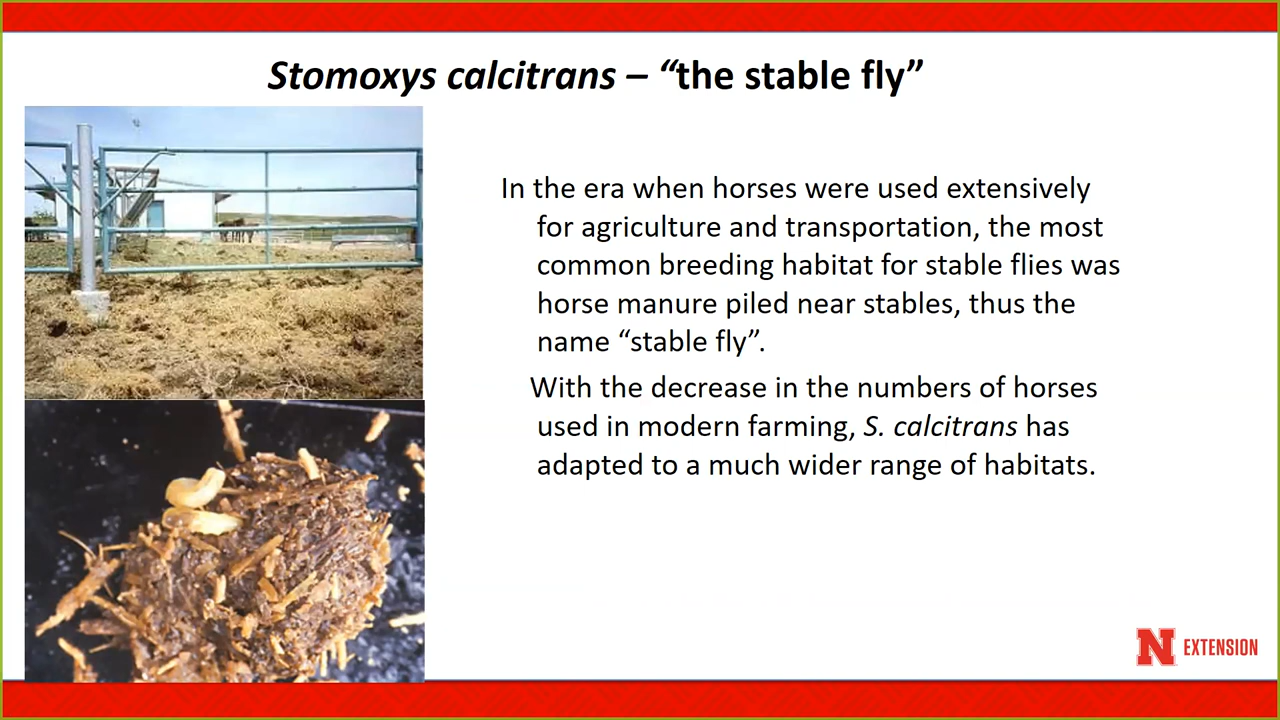 Stomoxys calcitrans – “the stable fly”
In the era when horses were used extensively
for agriculture and transportation, the most
common breeding habitat for stable flies was
horse manure piled near stables, thus the
name “stable fly”.
With the decrease in the numbers of horses
used in modern farming, S. calcitrans has
adapted to a much wider range of habitats.
N EXTENSION